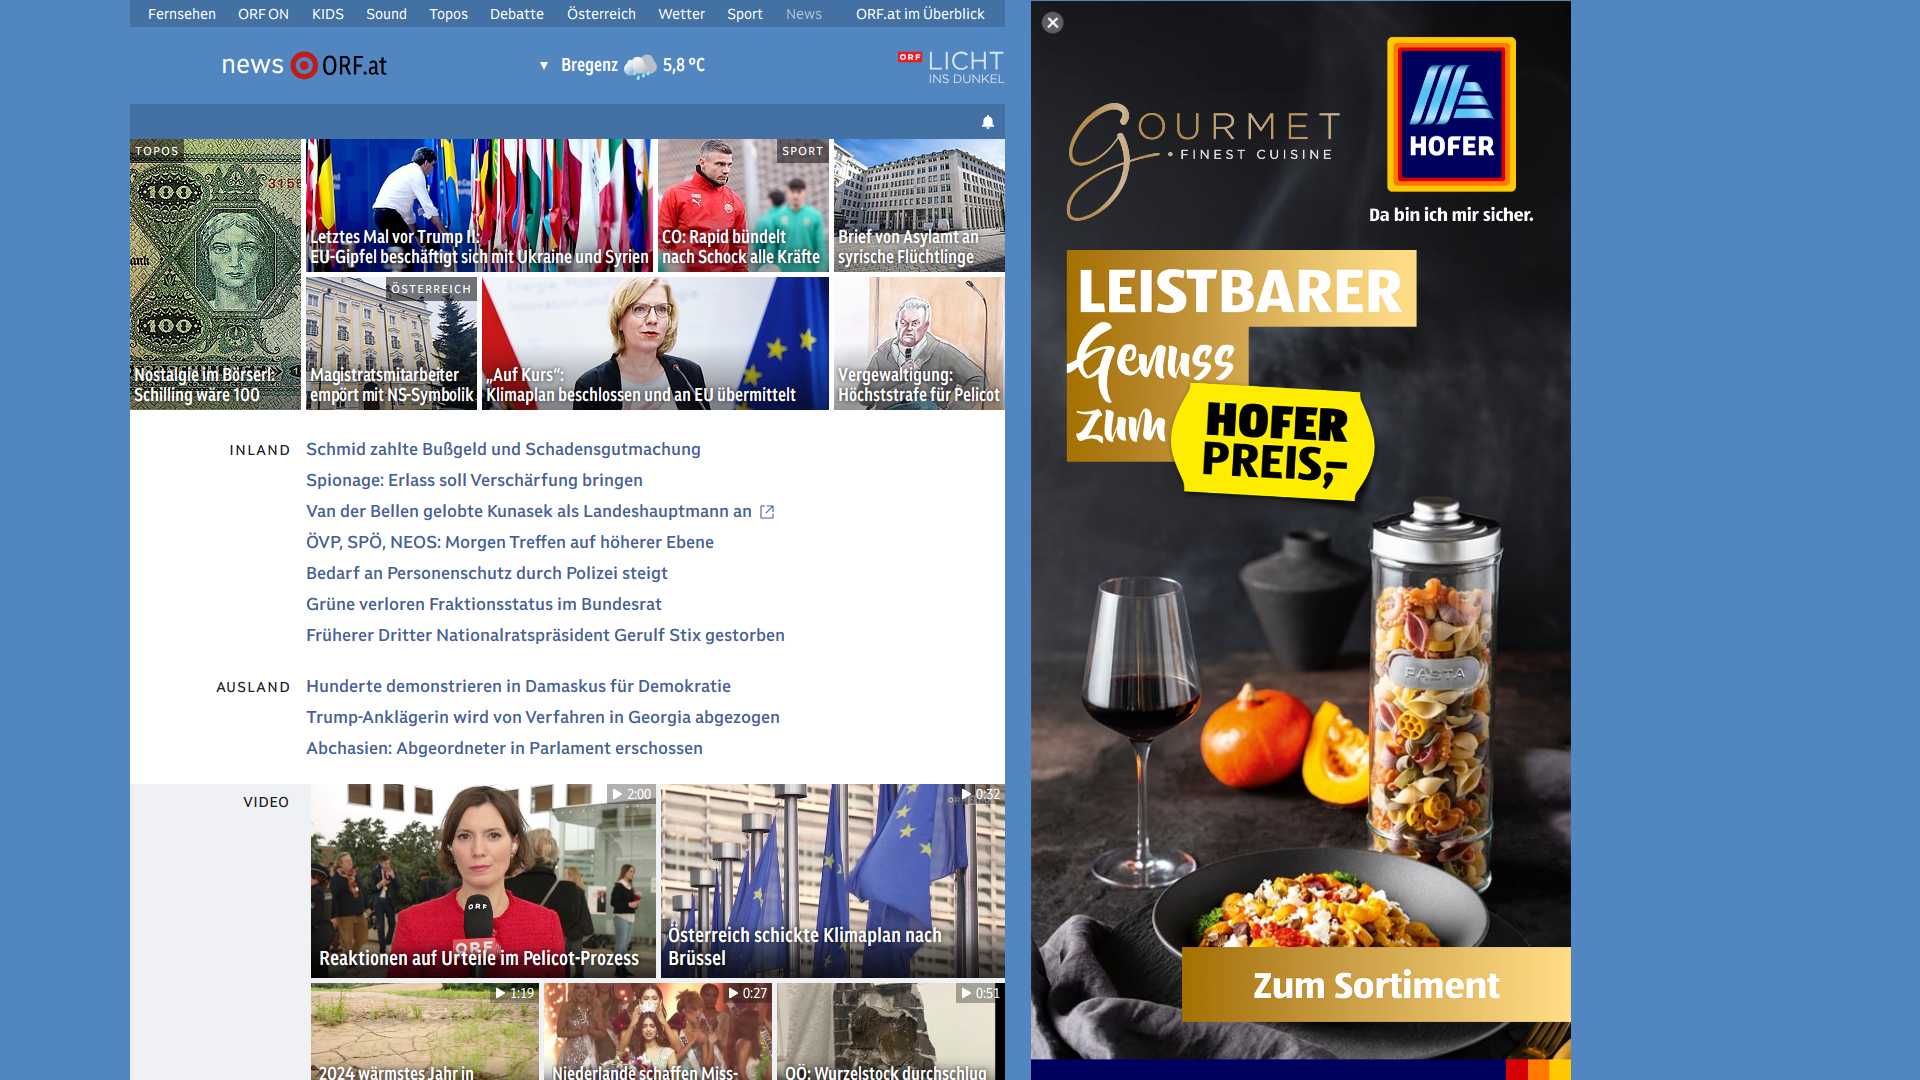 Fernsehen ORF ON KIDS Sound Topos Debatte Österreich Wetter Sport News ORF.at im Überblick
news ORF.at
Bregenz 5,8 °C
ORF LICHT
INS DUNKEL
TOPOS
Nostalgie im Börserl:
Schilling wäre 100
Letztes Mal vor Trump II:
EU-Gipfel beschäftigt sich mit Ukraine und Syrien
SPORT
CO: Rapid bündelt
nach Schock alle Kräfte
Brief von Asylamt an
syrische Flüchtlinge
ÖSTERREICH
Magistratsmitarbeiter
empört mit NS-Symbolik
„Auf Kurs“:
Klimaplan beschlossen und an EU übermittelt
Vergewaltigung:
Höchststrafe für Pelicot
100
100
INLAND
Schmid zahlte Bußgeld und Schadensgutmachung
Spionage: Erlass soll Verschärfung bringen
Van der Bellen gelobte Kunasek als Landeshauptmann an
ÖVP, SPÖ, NEOS: Morgen Treffen auf höherer Ebene
Bedarf an Personenschutz durch Polizei steigt
Grüne verloren Fraktionsstatus im Bundesrat
Früherer Dritter Nationalratspräsident Gerulf Stix gestorben
AUSLAND
Hunderte demonstrieren in Damaskus für Demokratie
Trump-Anklägerin wird von Verfahren in Georgia abgezogen
Abchasien: Abgeordneter in Parlament erschossen
VIDEO
2:00
ORF
ORF
Reaktionen auf Urteile im Pelicot-Prozess
0:32
Österreich schickte Klimaplan nach
Brüssel
1:19
2024 wärmstes Jahr in
0:27
Niederlande schaffen Miss-
0:51
OÖ: Wurzelstock durchschlug
GOURMET
FINEST CUISINE
HOFER
Da bin ich mir sicher.
LEISTBARER
Genuss
zum
HOFER
PREIS,-
PASTA
Zum Sortiment